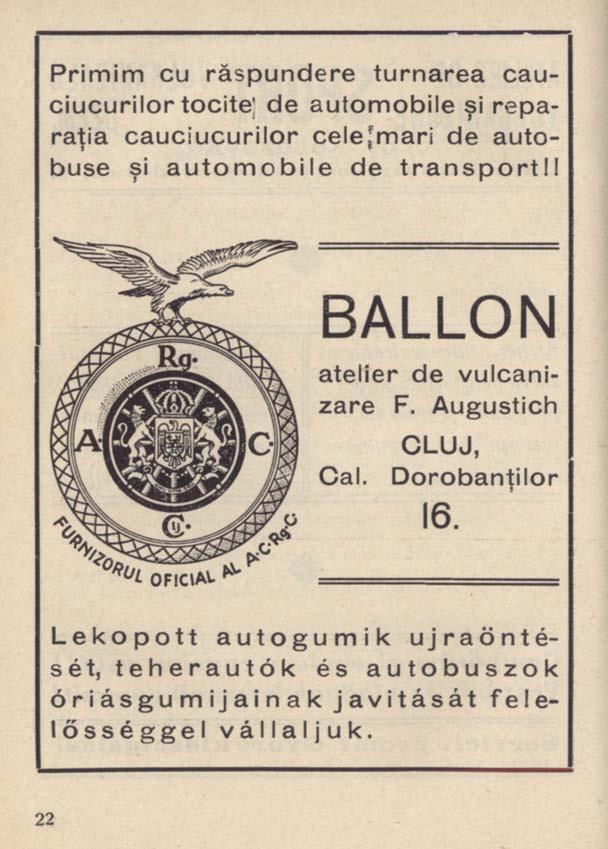 Primim cu răspundere turnarea cau-
ciucurilor tocite de automobile și repa-
rația cauciucurilor cele mari de auto-
buse și automobile de transport!!
BALLON
atelier de vulcani-
zare F. Augustich
CLUJ,
Cal. Dorobanților
16.
Rg.
A.
C.
Cij.
FURNIZORUL OFICIAL AL A.C.Rg.C.
Lekopott autogumik ujraönté-
sét, teherautók és autobuszok
óriásgumijainak javitását fele-
lősséggel vállaljuk.
22